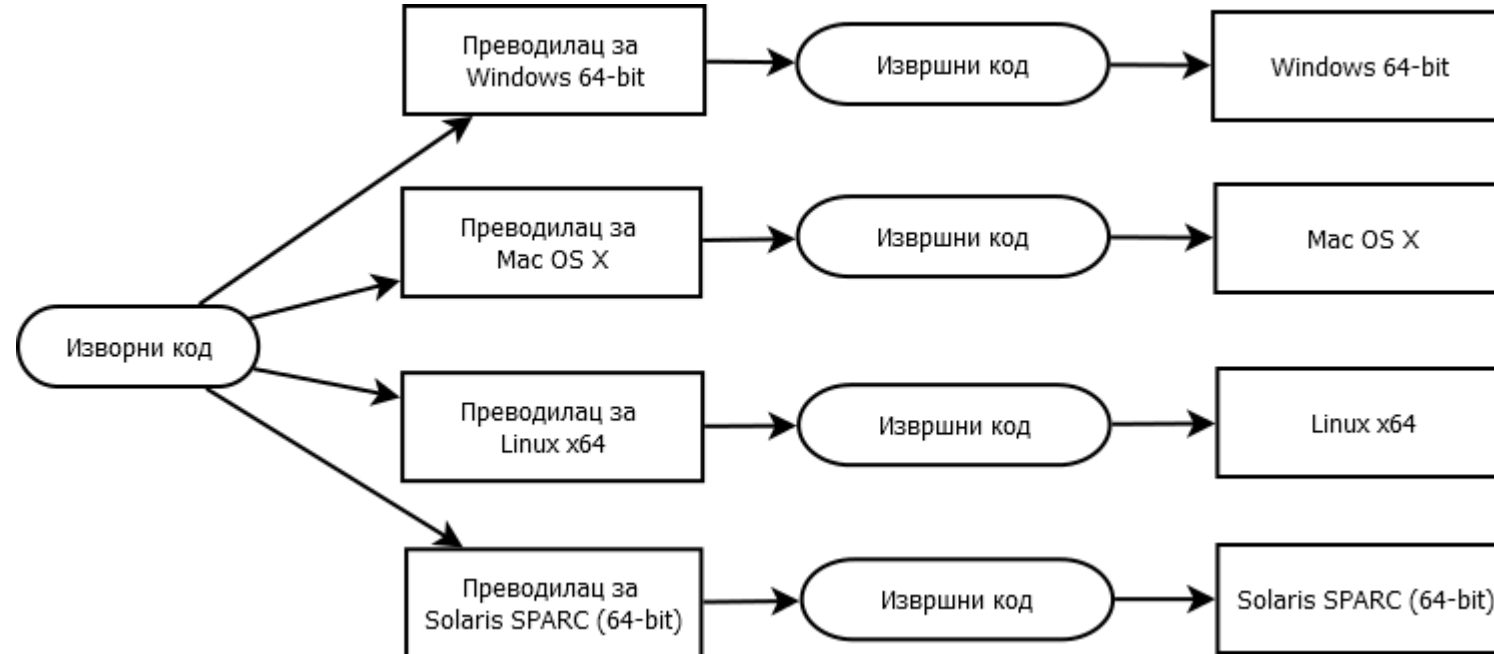 Преводилац за
Windows 64-bit
Извршни код
Windows 64-bit
Преводилац за
Mac OS X
Извршни код
Mac OS X
Изворни код
Преводилац за
Linux x64
Извршни код
Linux x64
Преводилац за
Solaris SPARC (64-bit)
Извршни код
Solaris SPARC (64-bit)